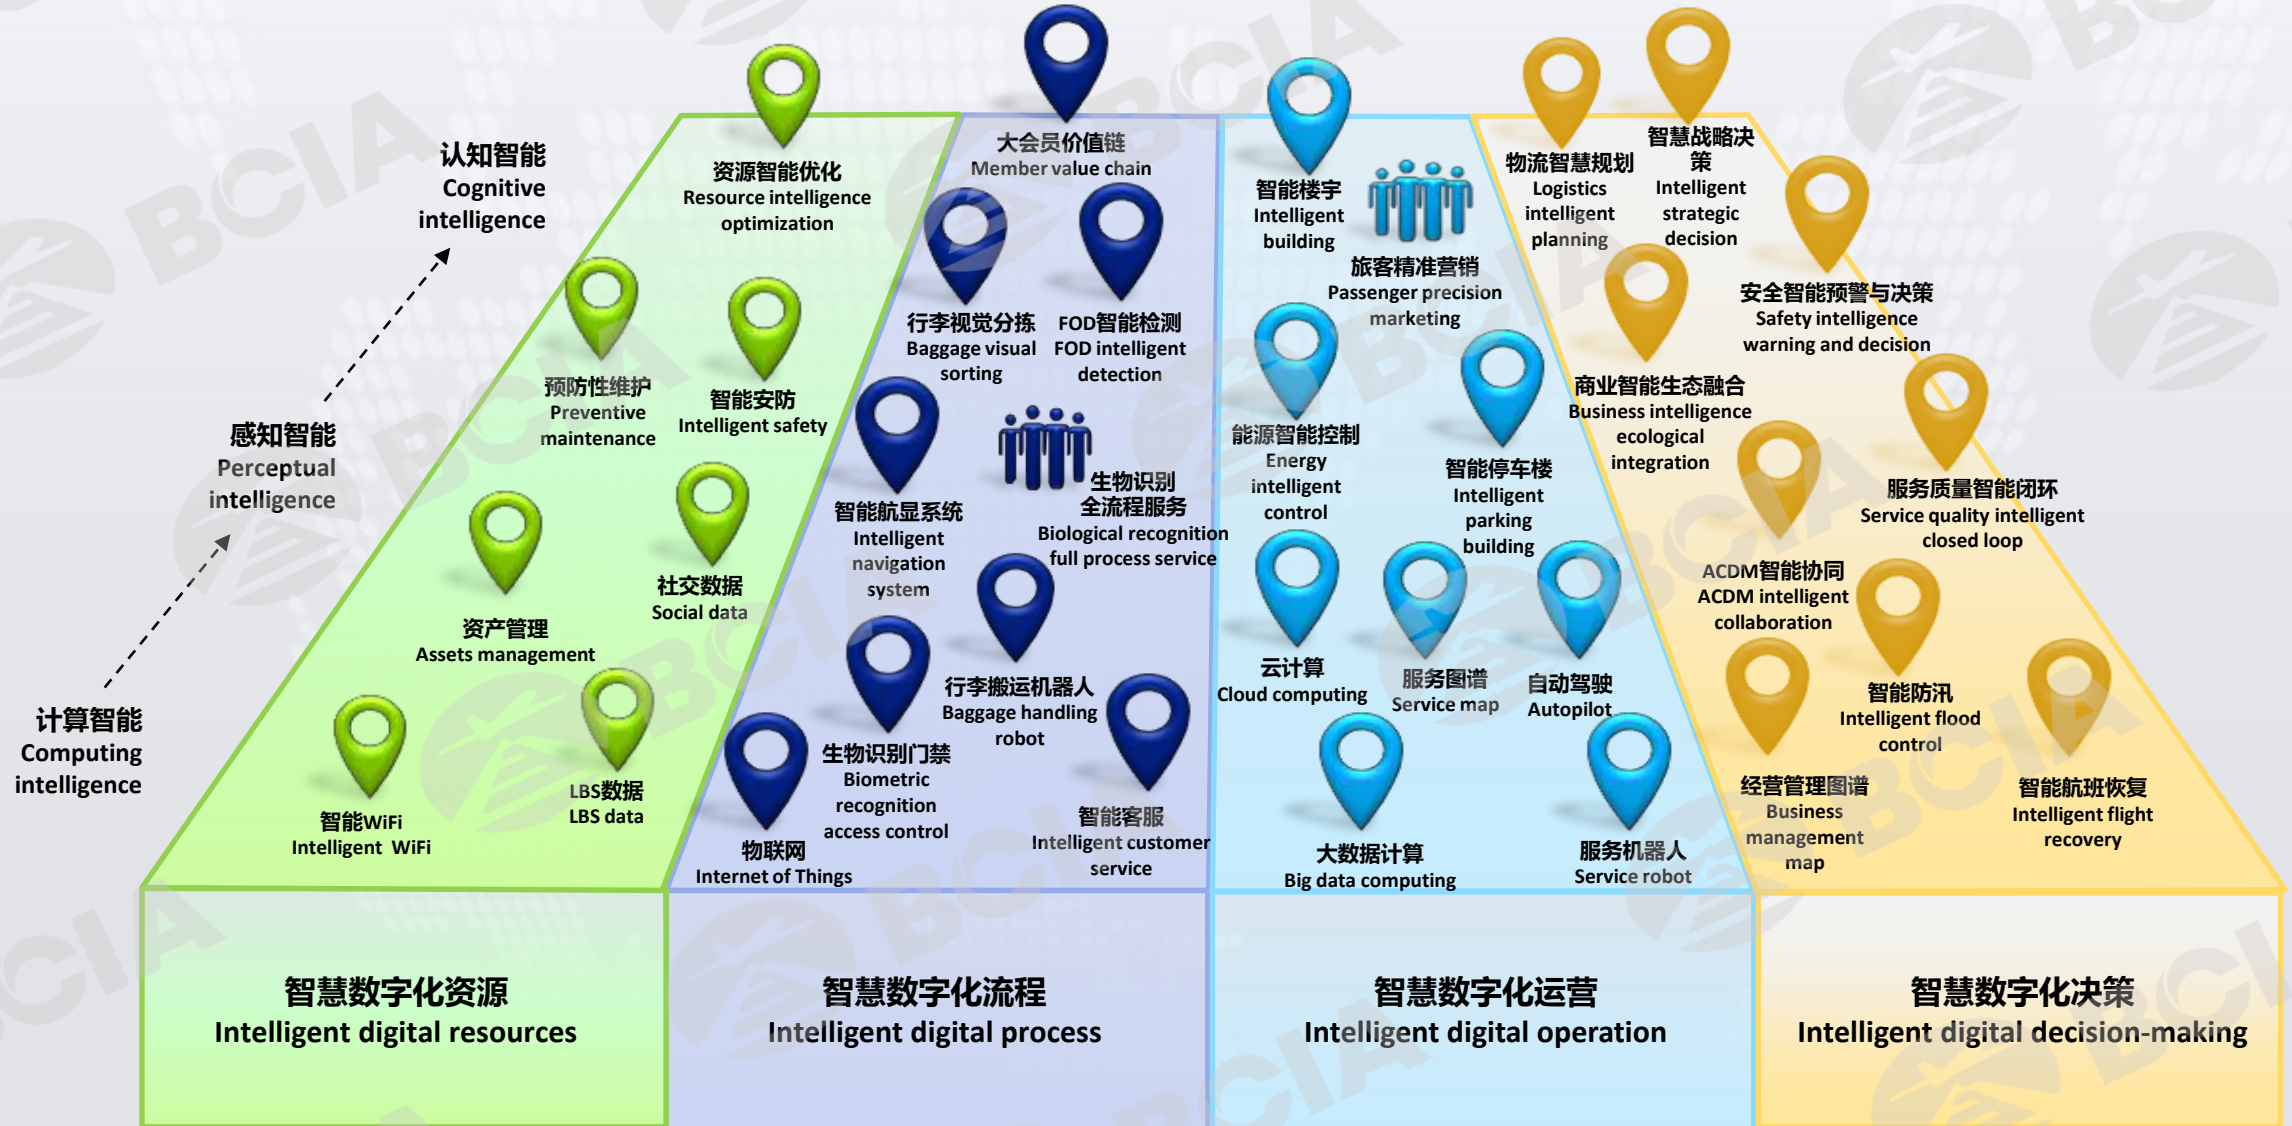 认知智能
Cognitive
intelligence
感知智能
Perceptual
intelligence
计算智能
Computing
intelligence
资源智能优化
Resource intelligence
optimization
预防性维护
Preventive
maintenance
智能安防
Intelligent safety
社交数据
Social data
资产管理
Assets management
智能WiFi
Intelligent WiFi
LBS数据
LBS data
智慧数字化资源
Intelligent digital resources
大会员价值链
Member value chain
行李视觉分拣
Baggage visual
sorting
FOD智能检测
FOD intelligent
detection
智能航显系统
Intelligent
navigation
system
生物识别
全流程服务
Biological recognition
full process service
行李搬运机器人
Baggage handling
robot
生物识别门禁
Biometric
recognition
access control
智能客服
Intelligent customer
service
物联网
Internet of Things
智慧数字化流程
Intelligent digital process
智能楼宇
Intelligent
building
旅客精准营销
Passenger precision
marketing
能源智能控制
Energy
intelligent
control
智能停车楼
Intelligent
parking
building
云计算
Cloud computing
服务图谱
Service map
自动驾驶
Autopilot
大数据计算
Big data computing
服务机器人
Service robot
智慧数字化运营
Intelligent digital operation
物流智慧规划
Logistics
intelligent
planning
智慧战略决
策
Intelligent
strategic
decision
安全智能预警与决策
Safety intelligence
warning and decision
商业智能生态融合
Business intelligence
ecological
integration
服务质量智能闭环
Service quality intelligent
closed loop
ACDM智能协同
ACDM intelligent
collaboration
智能防汛
Intelligent flood
control
经营管理图谱
Business
management
map
智能航班恢复
Intelligent flight
recovery
智慧数字化决策
Intelligent digital decision-making
BCIA
BCIA
BCIA
BCIA
BCIA
BCIA
BCIA
BCIA
BCIA
BCIA